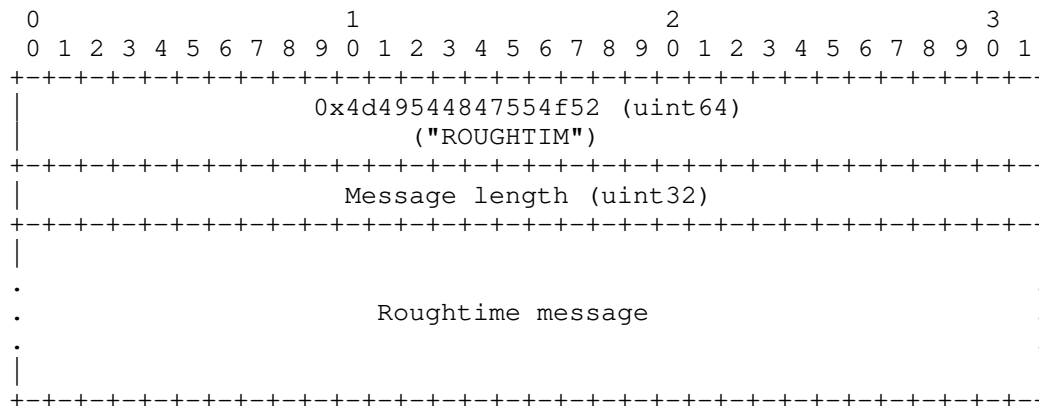 0 1 2 3
0 1 2 3 4 5 6 7 8 9 0 1 2 3 4 5 6 7 8 9 0 1 2 3 4 5 6 7 8 9 0 1
0x4d49544847554f52 (uint64)
("ROUGHTIM")
Message length (uint32)
Roughtime message